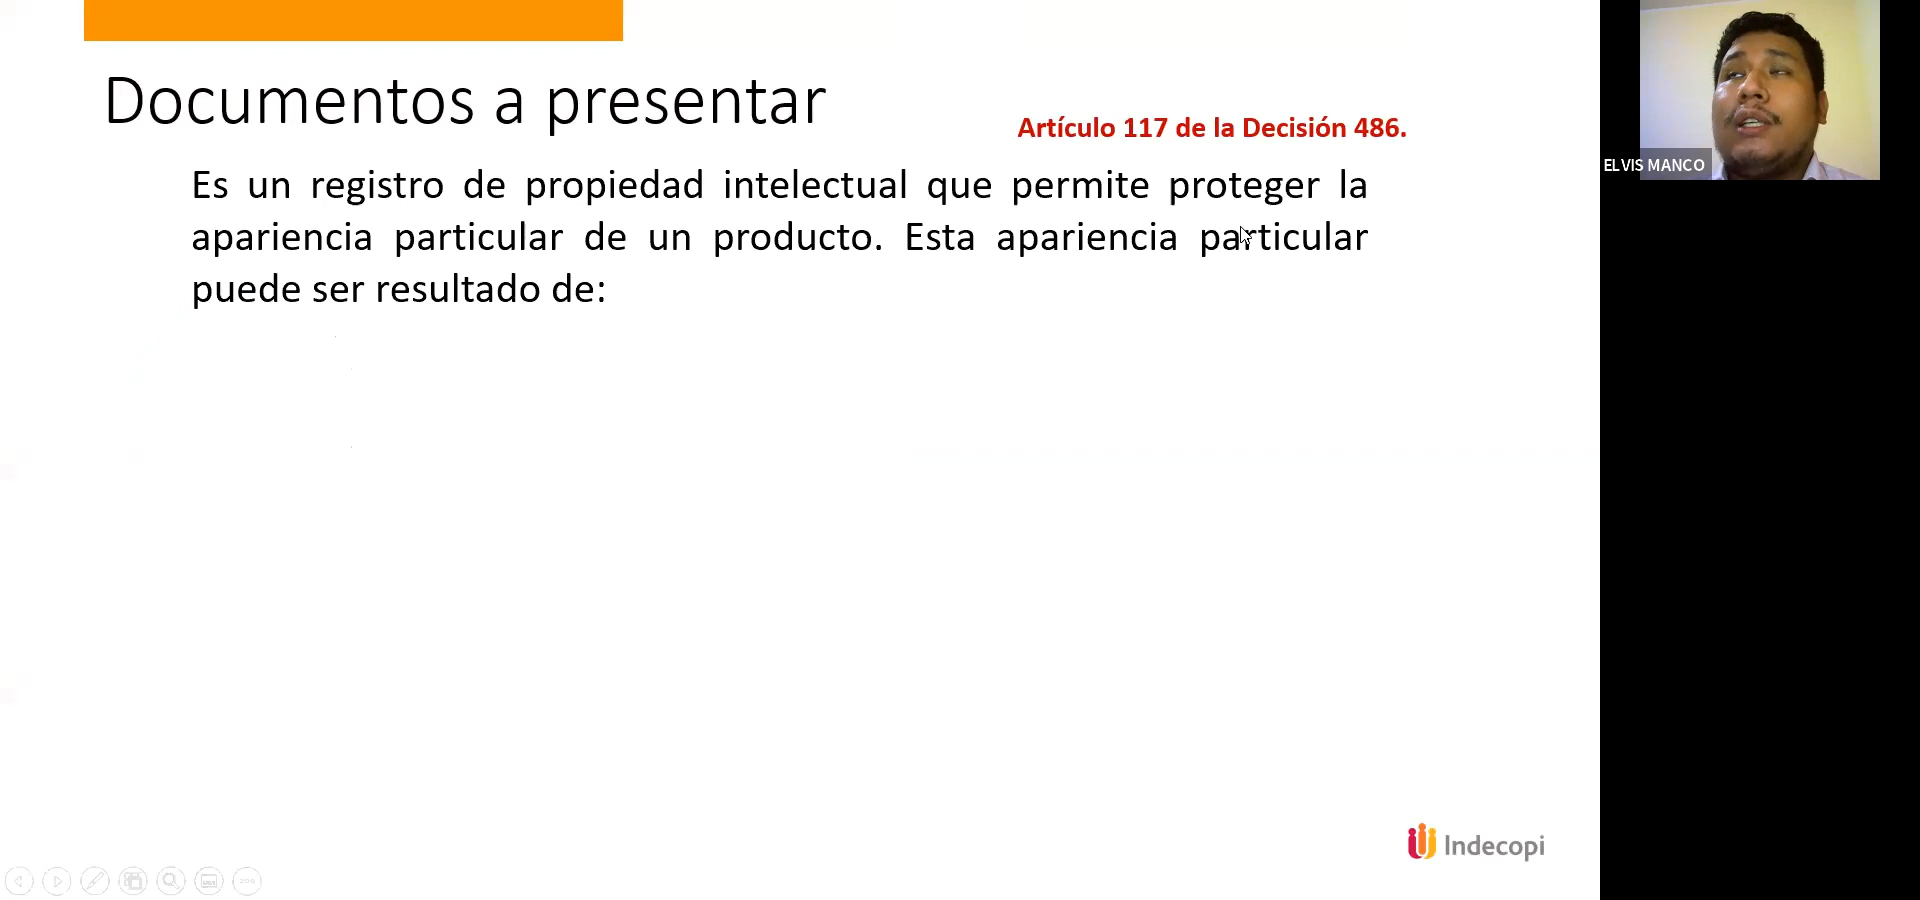 Documentos a presentar
Artículo 117 de la Decisión 486.
Es un registro de propiedad intelectual que permite proteger la
apariencia particular de un producto. Esta apariencia particular
puede ser resultado de:
ELVIS MANCO
Indecopi